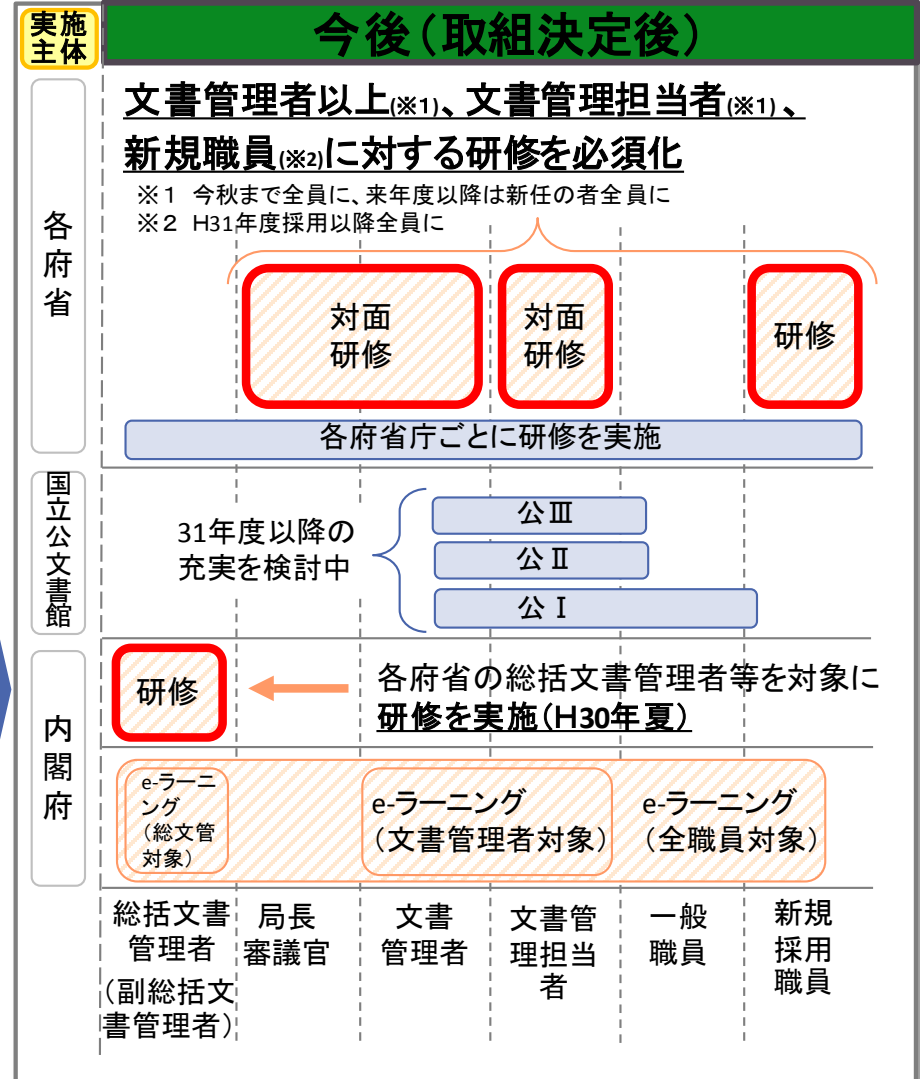 実施
主体
今後（取組決定後）
各
府
省
文書管理者以上(※1)、文書管理担当者(※1)、
新規職員(※2)に対する研修を必須化
※１　今秋まで全員に、来年度以降は新任の者全員に
※２　H31年度採用以降全員に
対面
研修
対面
研修
研修
各府省庁ごとに研修を実施
国
立
公
文
書
館
31年度以降の
充実を検討中
公Ⅲ
公Ⅱ
公Ⅰ
内
閣
府
研修
各府省の総括文書管理者等を対象に
研修を実施（H30年夏）
e-ラーニ
ング
（総文管
対象）
e-ラーニング
（文書管理者対象）
e-ラーニング
（全職員対象）
総括文書
管理者
（副総括文
書管理者）
局長
審議官
文書
管理者
文書管
理担当
者
一般
職員
新規
採用
職員